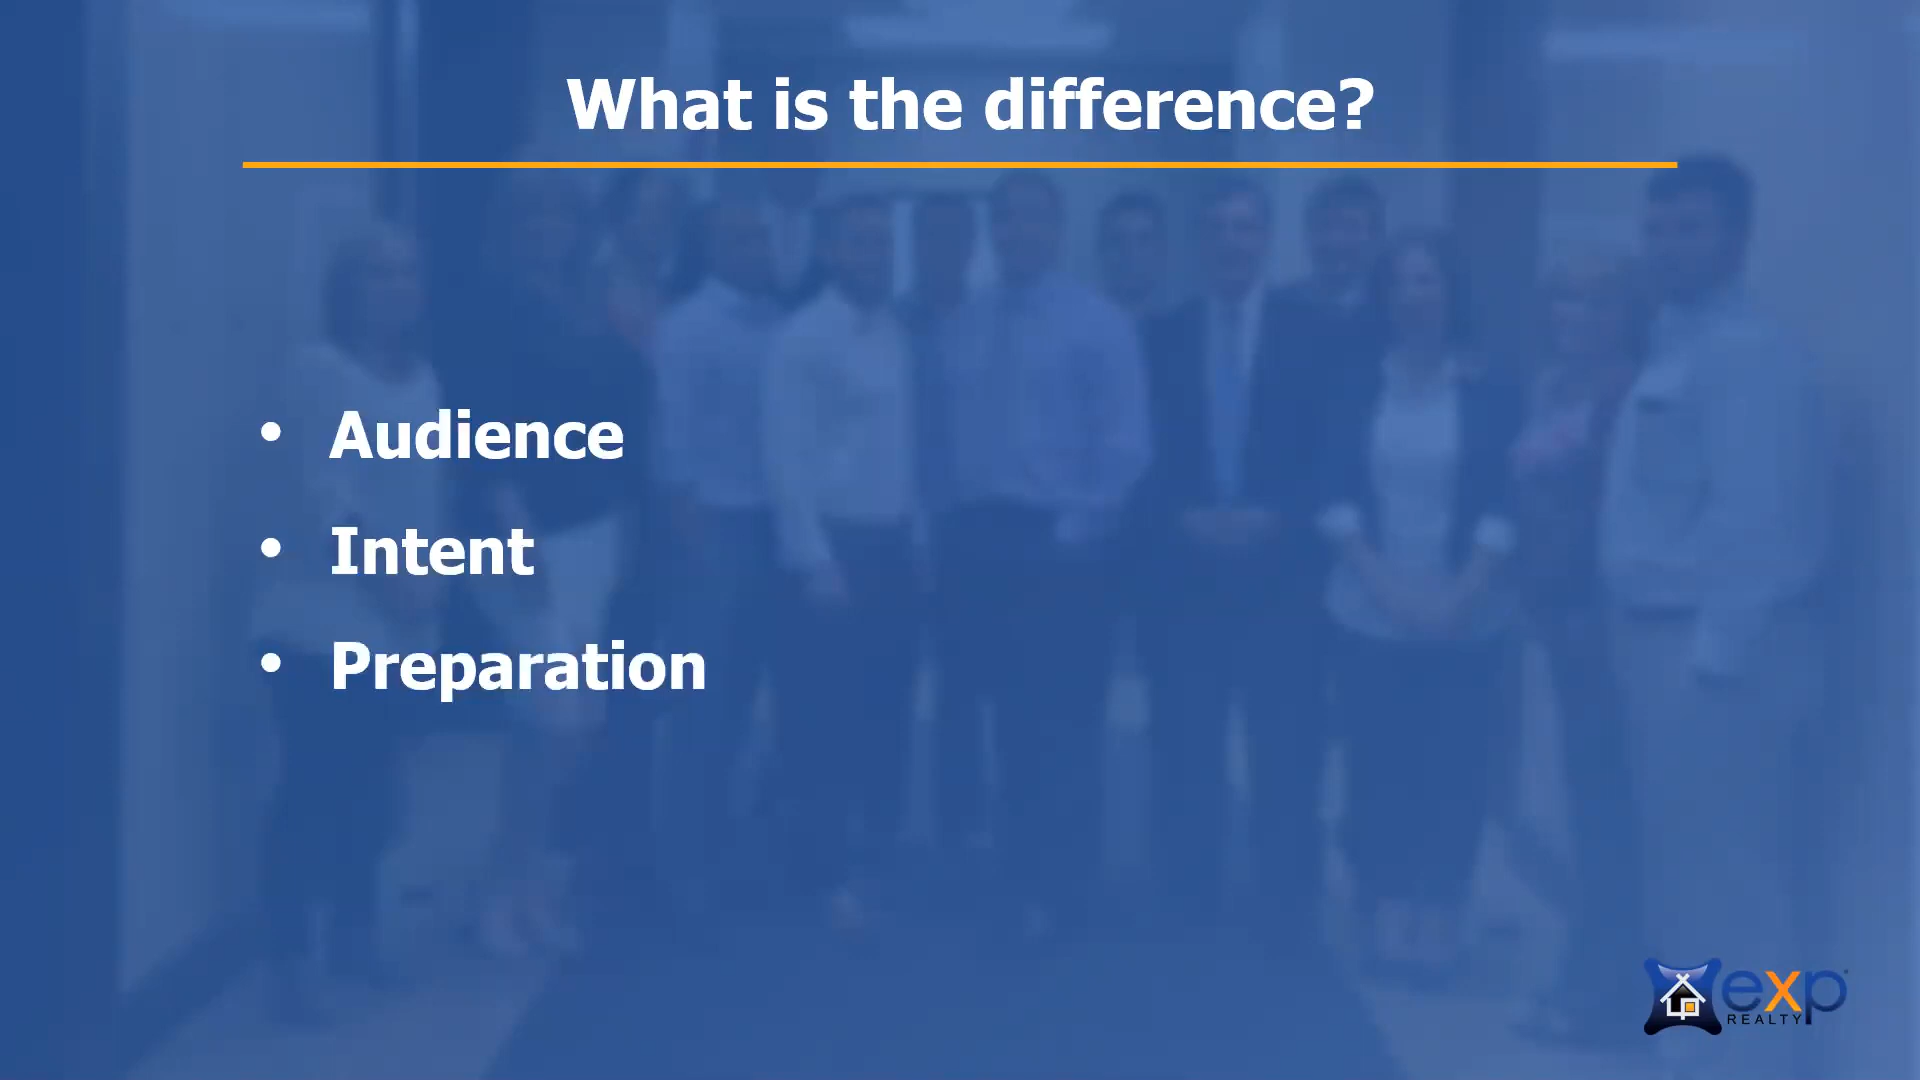 What is the difference?
• Audience
• Intent
• Preparation
exp
REALTY